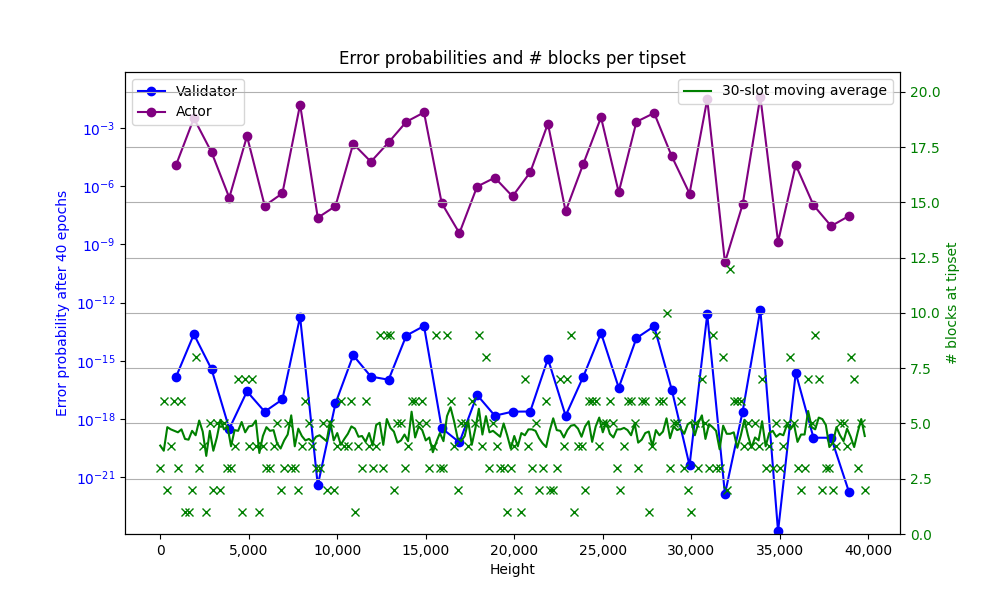 Error probabilities and # blocks per tipset
Validator
Actor
30-slot moving average
Error probability after 40 epochs
10⁻³
10⁻⁶
10⁻⁹
10⁻¹²
10⁻¹⁵
10⁻¹⁸
10⁻²¹
20.0
17.5
15.0
12.5
10.0
7.5
5.0
2.5
0.0
# blocks at tipset
0 5,000 10,000 15,000 20,000 25,000 30,000 35,000 40,000
Height